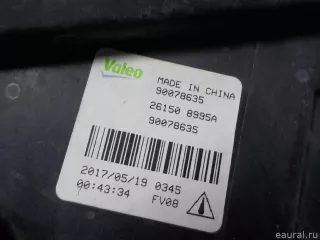 Valeo
MADE IN CHINA
90078635
26150 8995A
90078635
2017/05/19 0345
00:43:34 FV08
eaural.ru